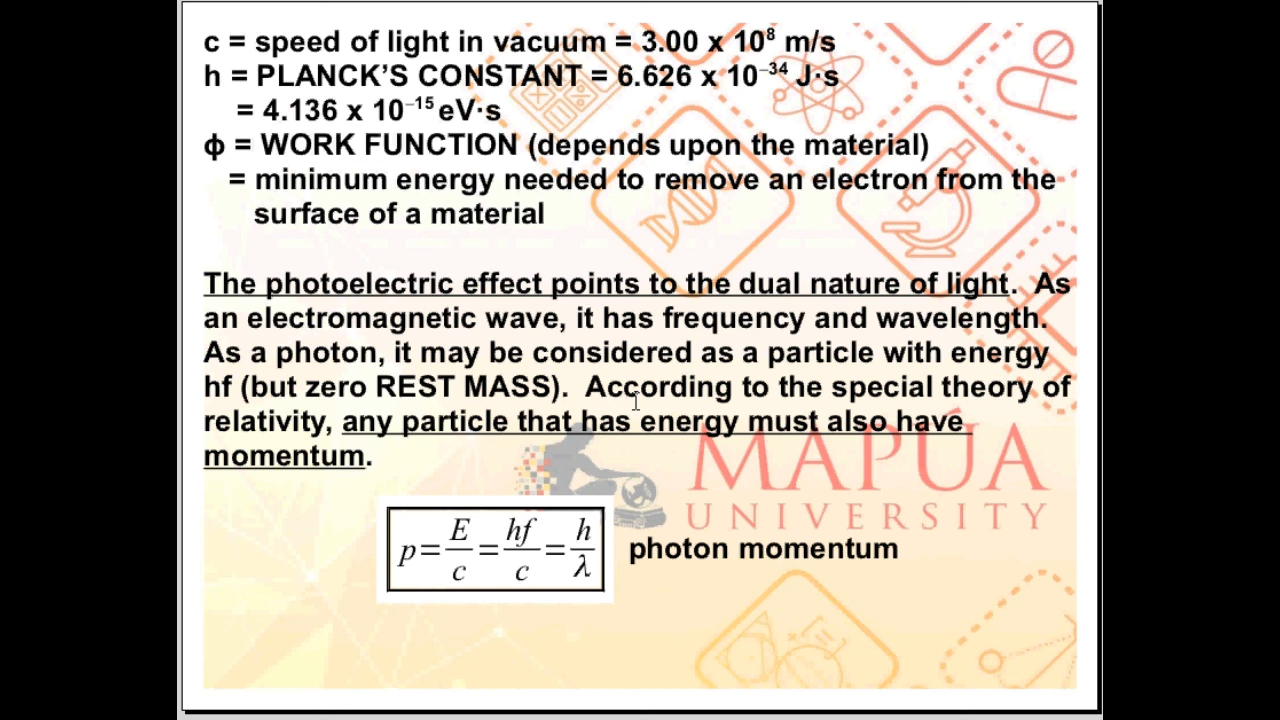 c = speed of light in vacuum = 3.00 x 10⁸ m/s
h = PLANCK’S CONSTANT = 6.626 x 10⁻³⁴ J·s
= 4.136 x 10⁻¹⁵ eV·s
ϕ = WORK FUNCTION (depends upon the material)
= minimum energy needed to remove an electron from the
surface of a material
The photoelectric effect points to the dual nature of light. As
an electromagnetic wave, it has frequency and wavelength.
As a photon, it may be considered as a particle with energy
hf (but zero REST MASS). According to the special theory of
relativity, any particle that has energy must also have
momentum.
MAPÚA
UNIVERSITY
p = E/c = hf/c = h/λ photon momentum